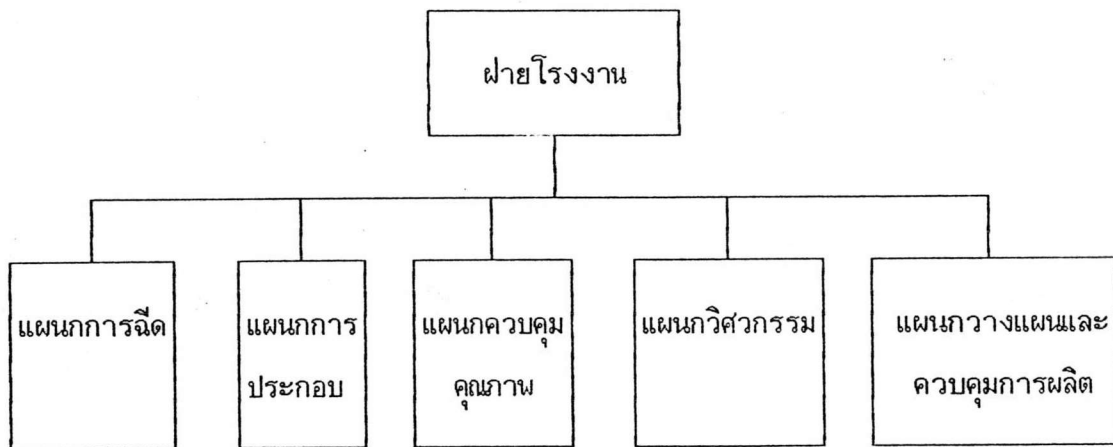 ฝ่ายโรงงาน
แผนกการฉีด
แผนกการ
ประกอบ
แผนกควบคุม
คุณภาพ
แผนกวิศวกรรม
แผนกวางแผนและ
ควบคุมการผลิต